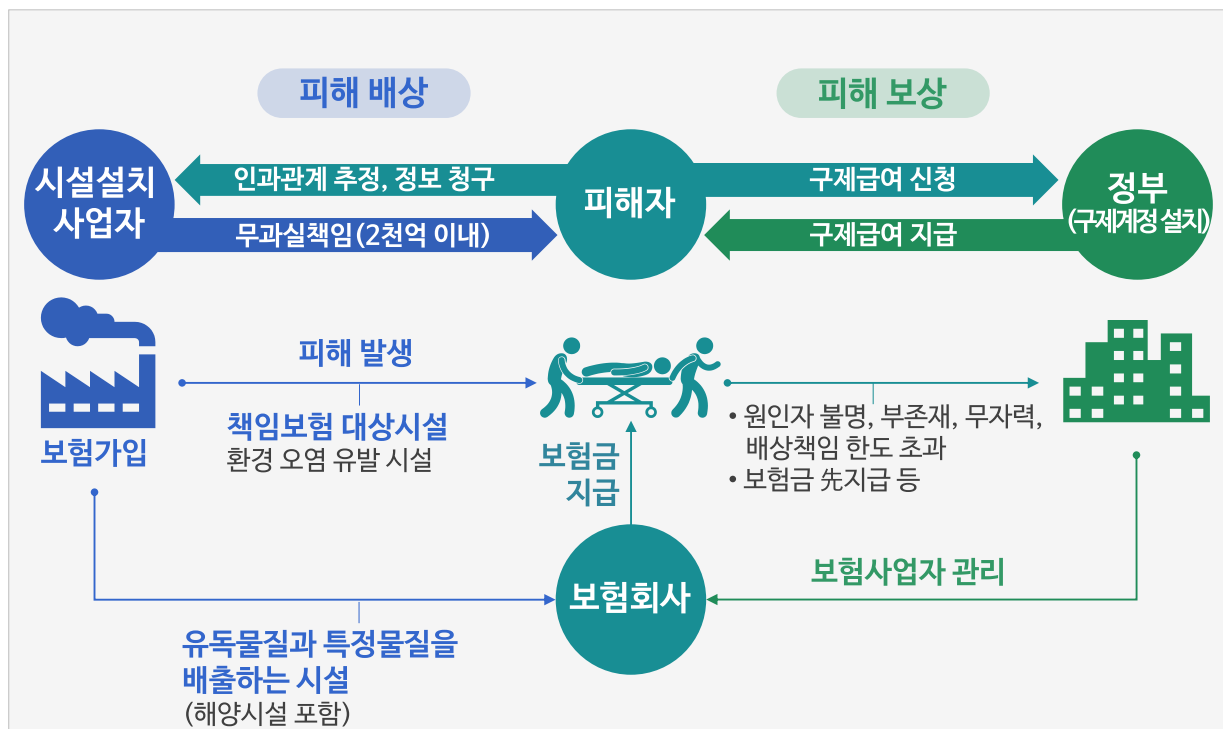 피해 배상
피해 보상
시설설치
사업자
인과관계 추정, 정보 청구
무과실책임(2천억 이내)
피해자
구제급여 신청
구제급여 지급
정부
(구제계정 설치)
피해 발생
책임보험 대상시설
환경 오염 유발 시설
보험가입
• 원인자 불명, 부존재, 무자력,
배상책임 한도 초과
• 보험금 先지급 등
보험금
지급
보험회사
보험사업자 관리
유독물질과 특정물질을
배출하는 시설
(해양시설 포함)